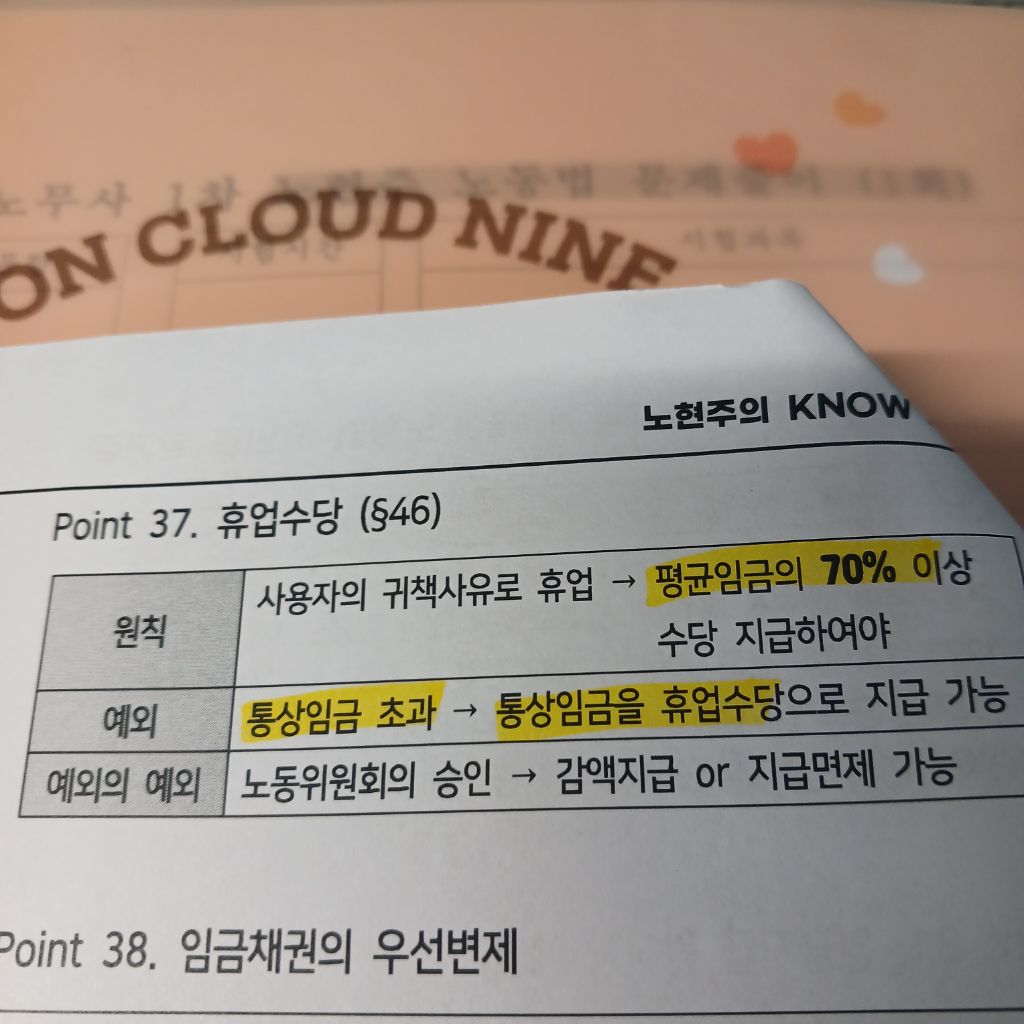 노무사 1차 노동법
ON CLOUD NINE
노현주의 KNOW
Point 37. 휴업수당 (§46)
원칙 사용자의 귀책사유로 휴업 → 평균임금의 70% 이상
수당 지급하여야
예외 통상임금 초과 → 통상임금을 휴업수당으로 지급 가능
예외의 예외 노동위원회의 승인 → 감액지급 or 지급면제 가능
Point 38. 임금채권의 우선변제